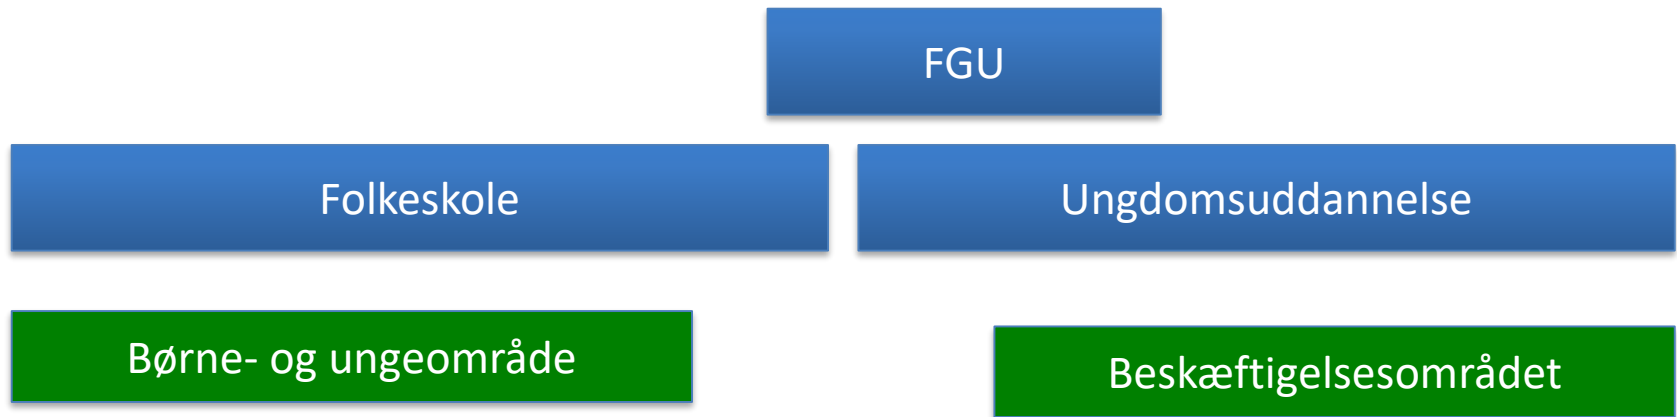 FGU
Folkeskole
Ungdomsuddannelse
Børne- og ungeområde
Beskæftigelsesområdet